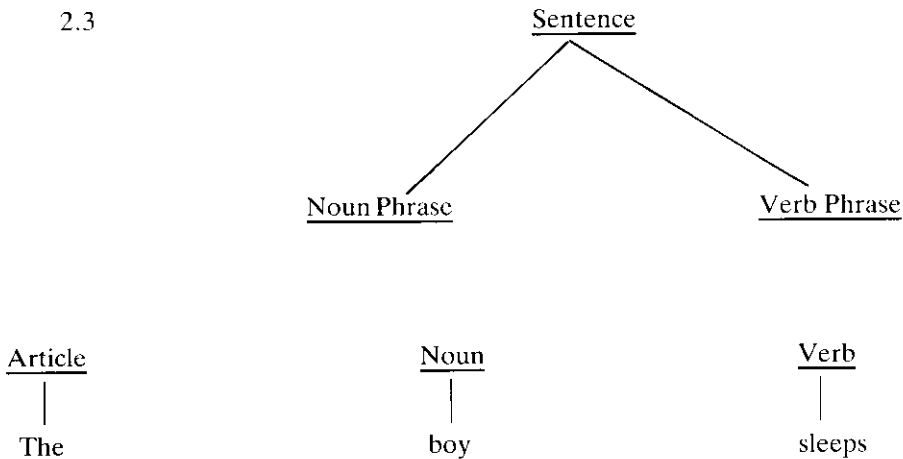 2.3 Sentence
Noun Phrase Verb Phrase
Article Noun Verb
The boy sleeps